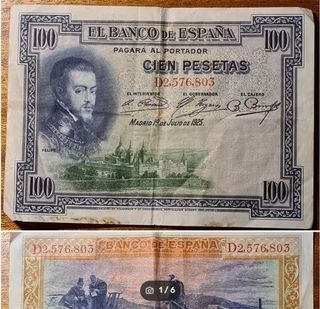 100 EL BANCO DE ESPAÑA 100
PAGARÁ AL PORTADOR
CIEN PESETAS
D2.576,803
EL INTERVENTOR EL GOBERNADOR EL CAJERO
MADRID 1º DE JULIO DE 1925.
FELIPE II
100 100
D2.576,803 BANCO DE ESPAÑA D2.576,803
1/6